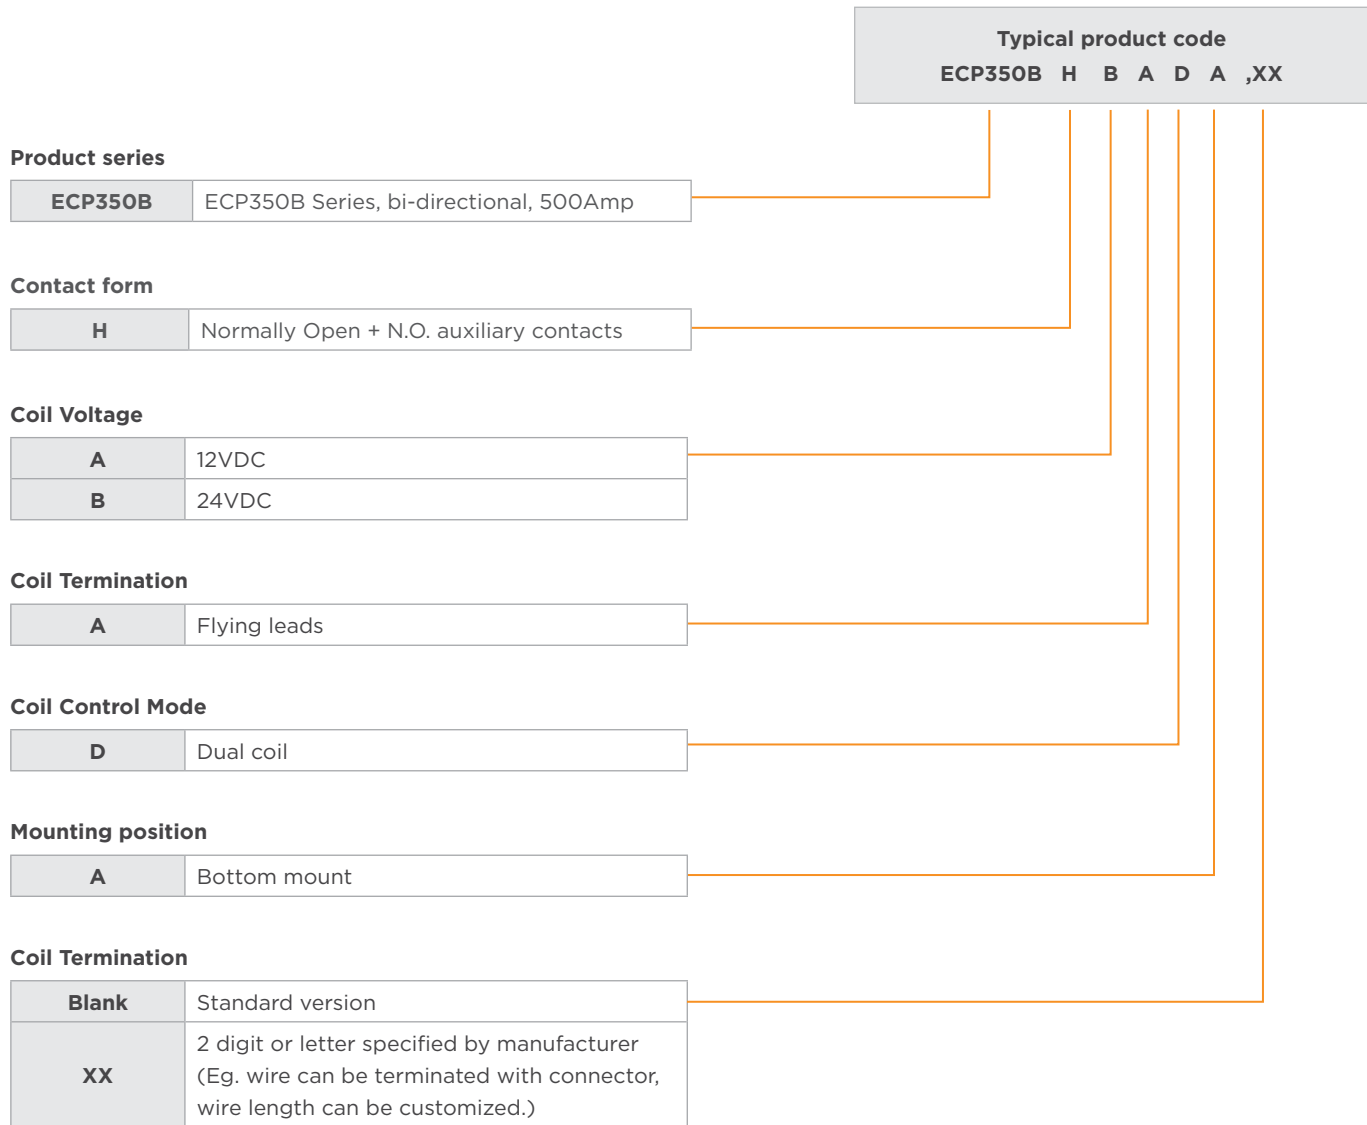 Typical product code
ECP350B H B A D A ,XX
Product series
ECP350B ECP350B Series, bi-directional, 500Amp
Contact form
H Normally Open + N.O. auxiliary contacts
Coil Voltage
A 12VDC
B 24VDC
Coil Termination
A Flying leads
Coil Control Mode
D Dual coil
Mounting position
A Bottom mount
Coil Termination
Blank Standard version
XX 2 digit or letter specified by manufacturer
(Eg. wire can be terminated with connector,
wire length can be customized.)